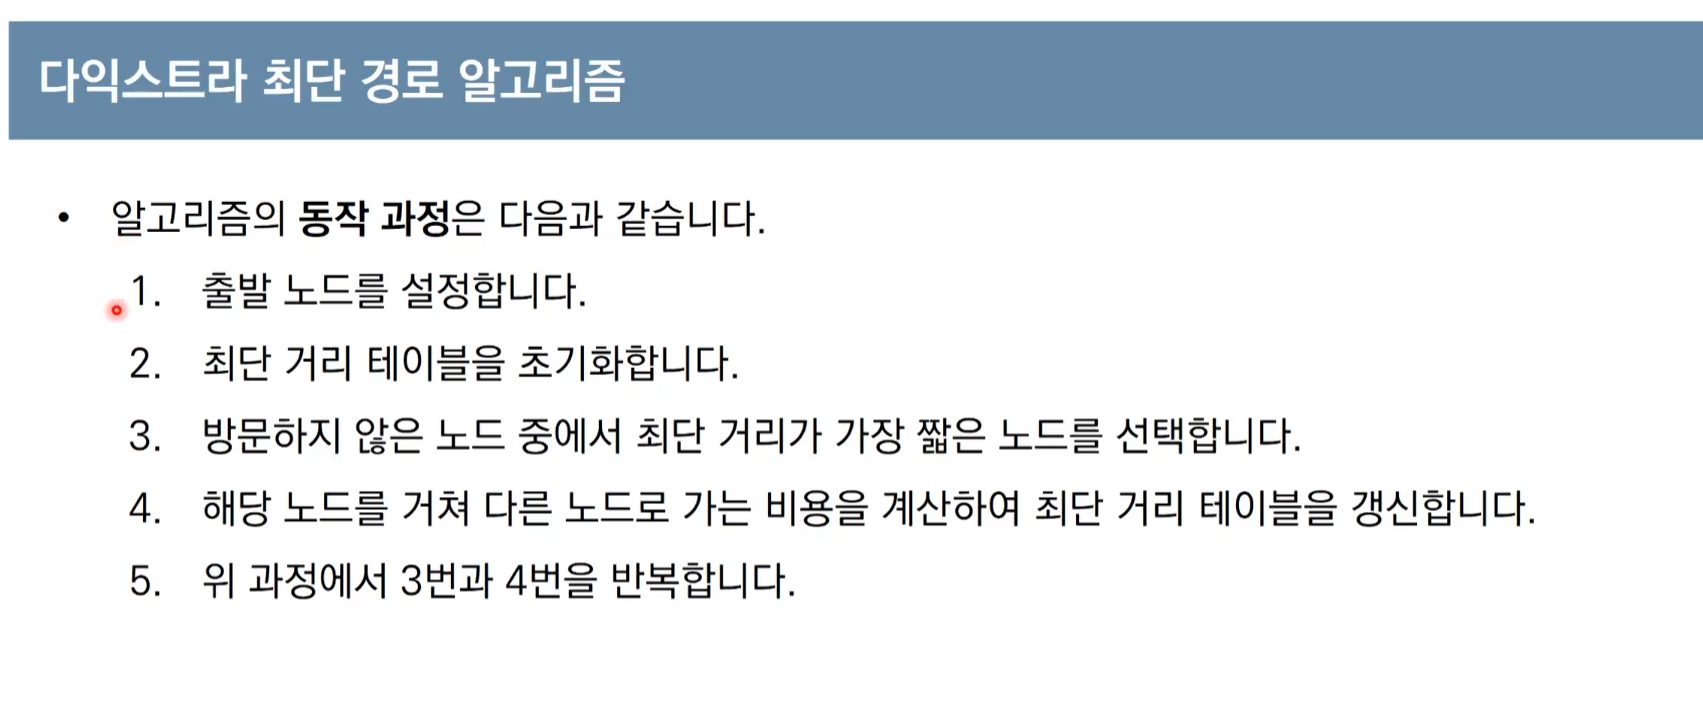 다익스트라 최단 경로 알고리즘
• 알고리즘의 동작 과정은 다음과 같습니다.
1. 출발 노드를 설정합니다.
2. 최단 거리 테이블을 초기화합니다.
3. 방문하지 않은 노드 중에서 최단 거리가 가장 짧은 노드를 선택합니다.
4. 해당 노드를 거쳐 다른 노드로 가는 비용을 계산하여 최단 거리 테이블을 갱신합니다.
5. 위 과정에서 3번과 4번을 반복합니다.